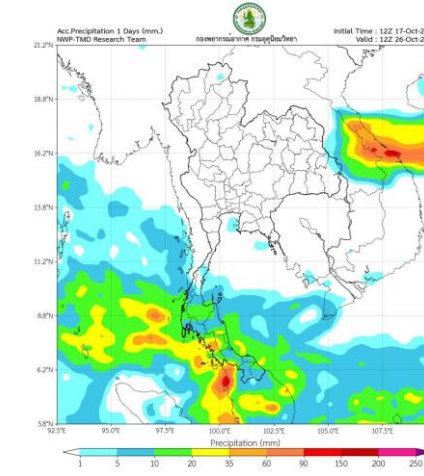 Acc.Precipitation 1 Days (mm.)
NWP-TMD Research Team
กองพยากรณ์อากาศ กรมอุตุนิยมวิทยา
Initial Time : 12Z 17-Oct-2
Valid : 12Z 26-Oct-2
21.2°N
18.8°N
16.2°N
13.8°N
11.2°N
8.8°N
6.2°N
3.8°N
92.5°E 95.0°E 97.5°E 100.0°E 102.5°E 105.0°E 107.5°E
Precipitation (mm)
1 5 10 20 35 60 90 150 200 250